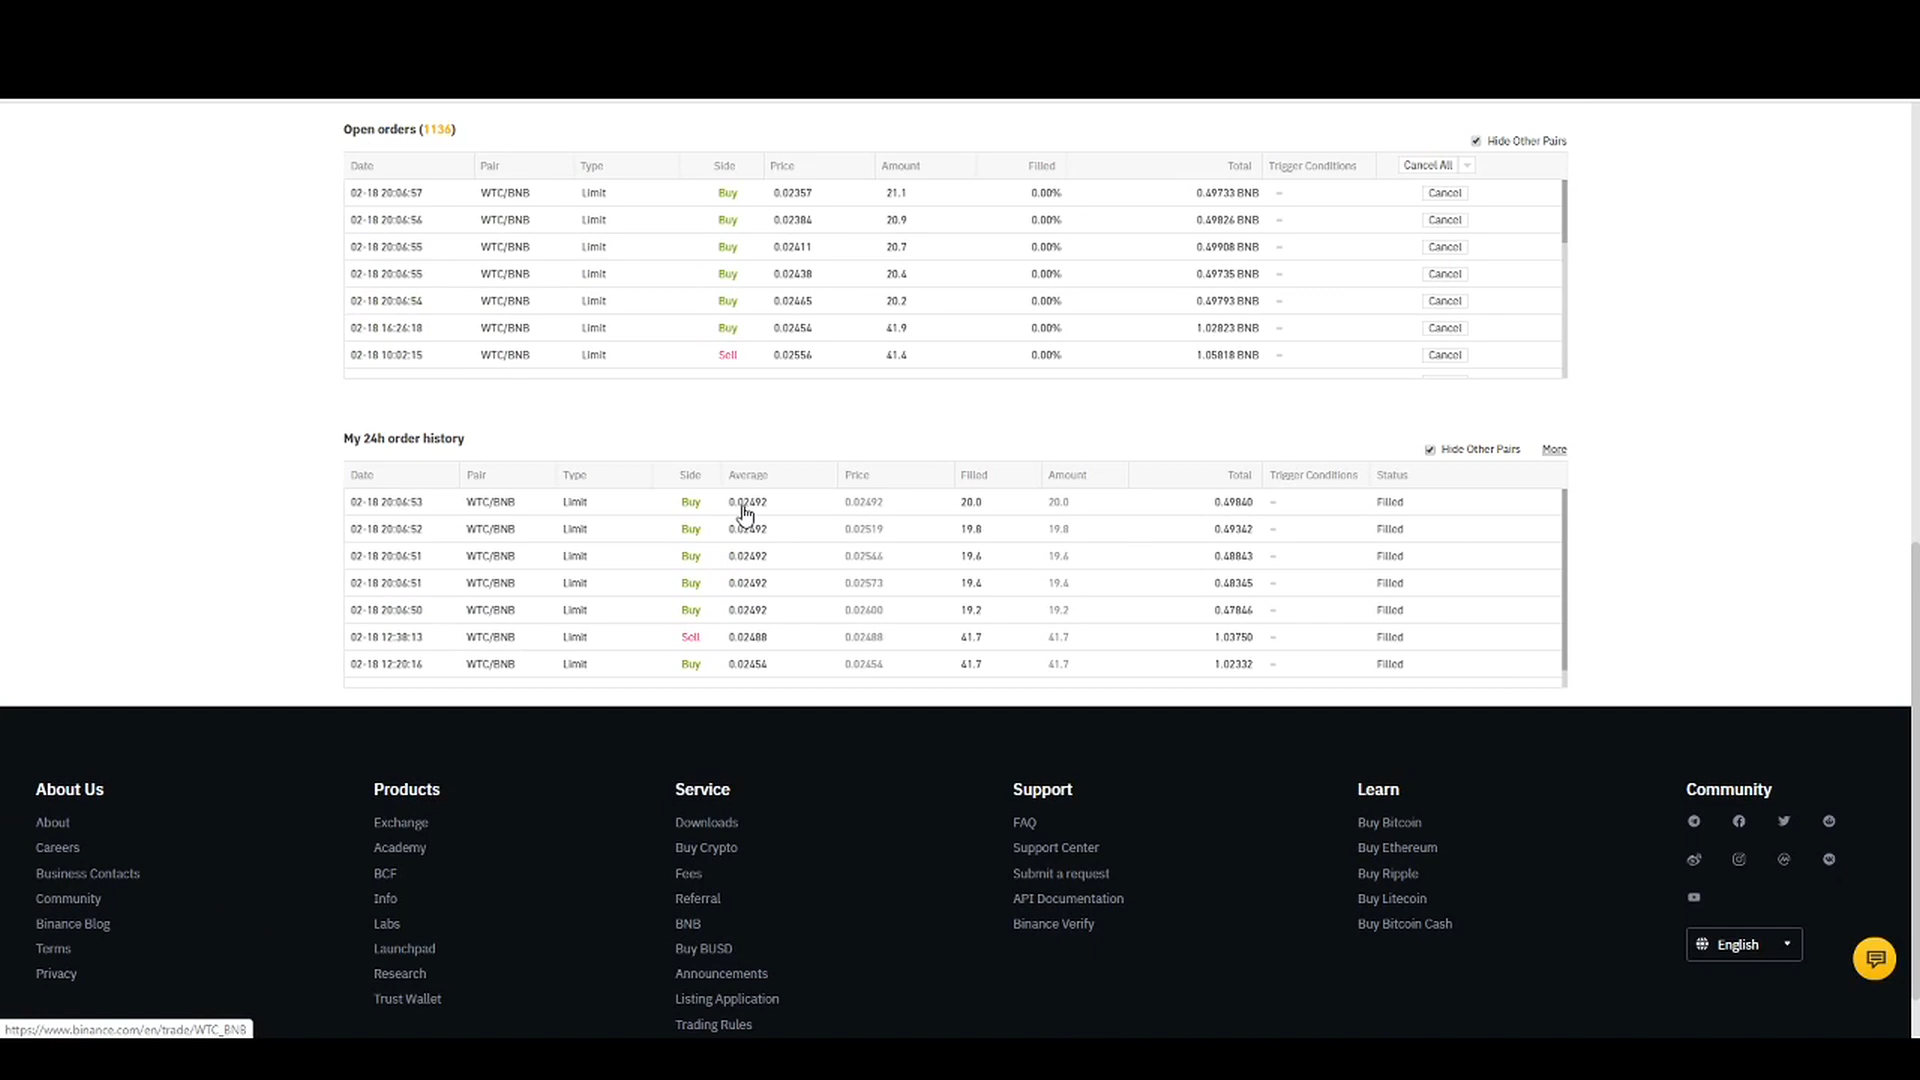 Open orders (1136)
Hide Other Pairs
Date Pair Type Side Price Amount Filled Total Trigger Conditions Cancel All
02-18 20:06:57 WTC/BNB Limit Buy 0.02357 21.1 0.00% 0.49733 BNB – Cancel
02-18 20:06:56 WTC/BNB Limit Buy 0.02384 20.9 0.00% 0.49826 BNB – Cancel
02-18 20:06:55 WTC/BNB Limit Buy 0.02411 20.7 0.00% 0.49908 BNB – Cancel
02-18 20:06:55 WTC/BNB Limit Buy 0.02438 20.4 0.00% 0.49735 BNB – Cancel
02-18 20:06:54 WTC/BNB Limit Buy 0.02465 20.2 0.00% 0.49793 BNB – Cancel
02-18 16:26:18 WTC/BNB Limit Buy 0.02454 41.9 0.00% 1.02823 BNB – Cancel
02-18 10:02:15 WTC/BNB Limit Sell 0.02556 41.4 0.00% 1.05818 BNB – Cancel
My 24h order history
Hide Other Pairs More
Date Pair Type Side Average Price Filled Amount Total Trigger Conditions Status
02-18 20:06:53 WTC/BNB Limit Buy 0.02492 0.02492 20.0 20.0 0.49840 – Filled
02-18 20:06:52 WTC/BNB Limit Buy 0.02492 0.02519 19.8 19.8 0.49342 – Filled
02-18 20:06:51 WTC/BNB Limit Buy 0.02492 0.02546 19.6 19.6 0.48843 – Filled
02-18 20:06:51 WTC/BNB Limit Buy 0.02492 0.02573 19.4 19.4 0.48345 – Filled
02-18 20:06:50 WTC/BNB Limit Buy 0.02492 0.02600 19.2 19.2 0.47846 – Filled
02-18 12:38:13 WTC/BNB Limit Sell 0.02488 0.02488 41.7 41.7 1.03750 – Filled
02-18 12:20:16 WTC/BNB Limit Buy 0.02454 0.02454 41.7 41.7 1.02332 – Filled
About Us
About
Careers
Business Contacts
Community
Binance Blog
Terms
Privacy
Products
Exchange
Academy
BCF
Info
Labs
Launchpad
Research
Trust Wallet
Service
Downloads
Buy Crypto
Fees
Referral
BNB
Buy BUSD
Announcements
Listing Application
Trading Rules
Support
FAQ
Support Center
Submit a request
API Documentation
Binance Verify
Learn
Buy Bitcoin
Buy Ethereum
Buy Ripple
Buy Litecoin
Buy Bitcoin Cash
Community
English
https://www.binance.com/en/trade/WTC_BNB